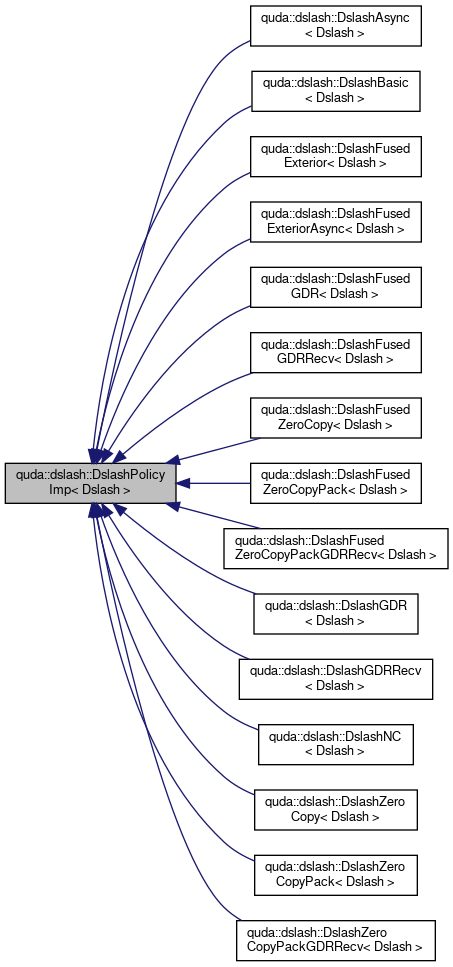 quda::dslash::DslashAsync
< Dslash >
quda::dslash::DslashBasic
< Dslash >
quda::dslash::DslashFused
Exterior< Dslash >
quda::dslash::DslashFused
ExteriorAsync< Dslash >
quda::dslash::DslashFused
GDR< Dslash >
quda::dslash::DslashFused
GDRRecv< Dslash >
quda::dslash::DslashFused
ZeroCopy< Dslash >
quda::dslash::DslashPolicy
Imp< Dslash >
quda::dslash::DslashFused
ZeroCopyPack< Dslash >
quda::dslash::DslashFused
ZeroCopyPackGDRRecv< Dslash >
quda::dslash::DslashGDR
< Dslash >
quda::dslash::DslashGDRRecv
< Dslash >
quda::dslash::DslashNC
< Dslash >
quda::dslash::DslashZero
Copy< Dslash >
quda::dslash::DslashZero
CopyPack< Dslash >
quda::dslash::DslashZero
CopyPackGDRRecv< Dslash >